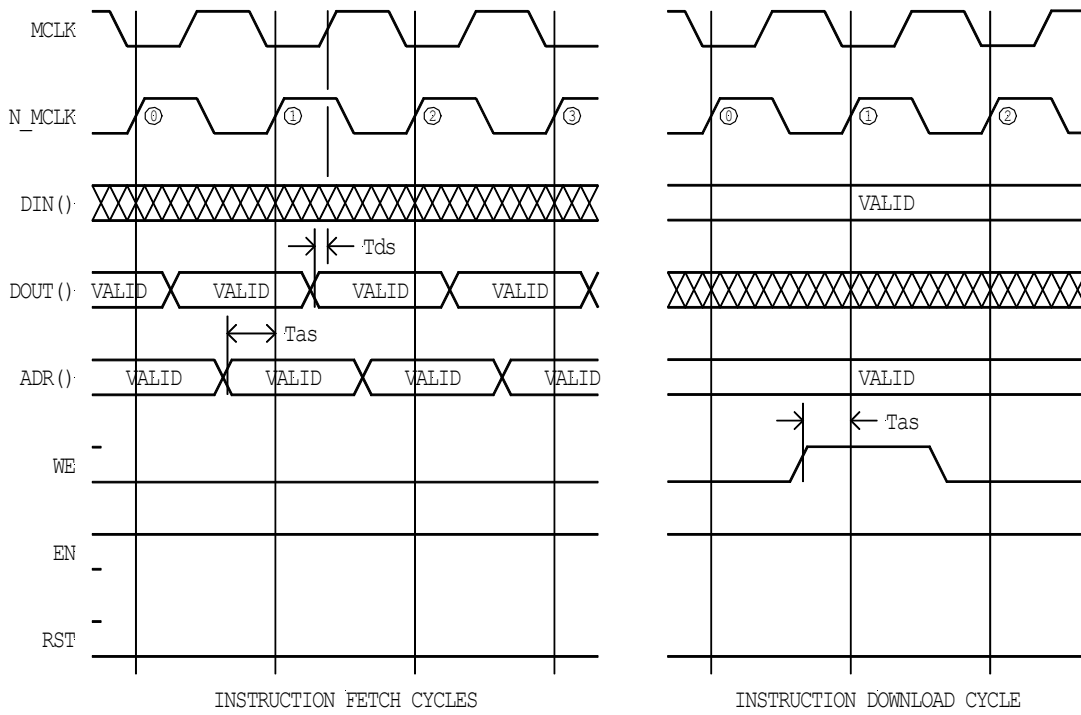 MCLK
N_MCLK ⓪ ① ② ③ ⓪ ① ②
DIN() VALID
Tds
DOUT() VALID VALID VALID VALID
Tas
ADR() VALID VALID VALID VALID VALID
Tas
WE
EN
RST
INSTRUCTION FETCH CYCLES INSTRUCTION DOWNLOAD CYCLE